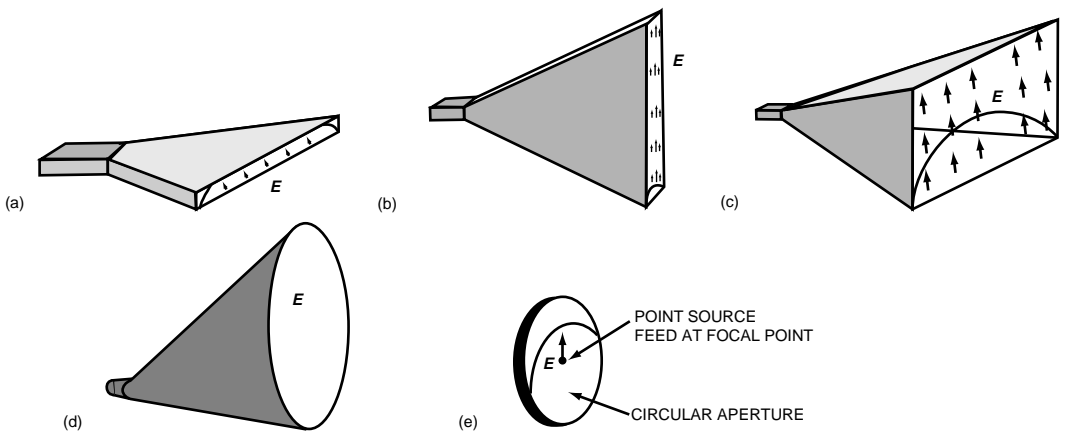 E
(a)
E
(b)
E
(c)
E
(d)
POINT SOURCE
FEED AT FOCAL POINT
E
CIRCULAR APERTURE
(e)